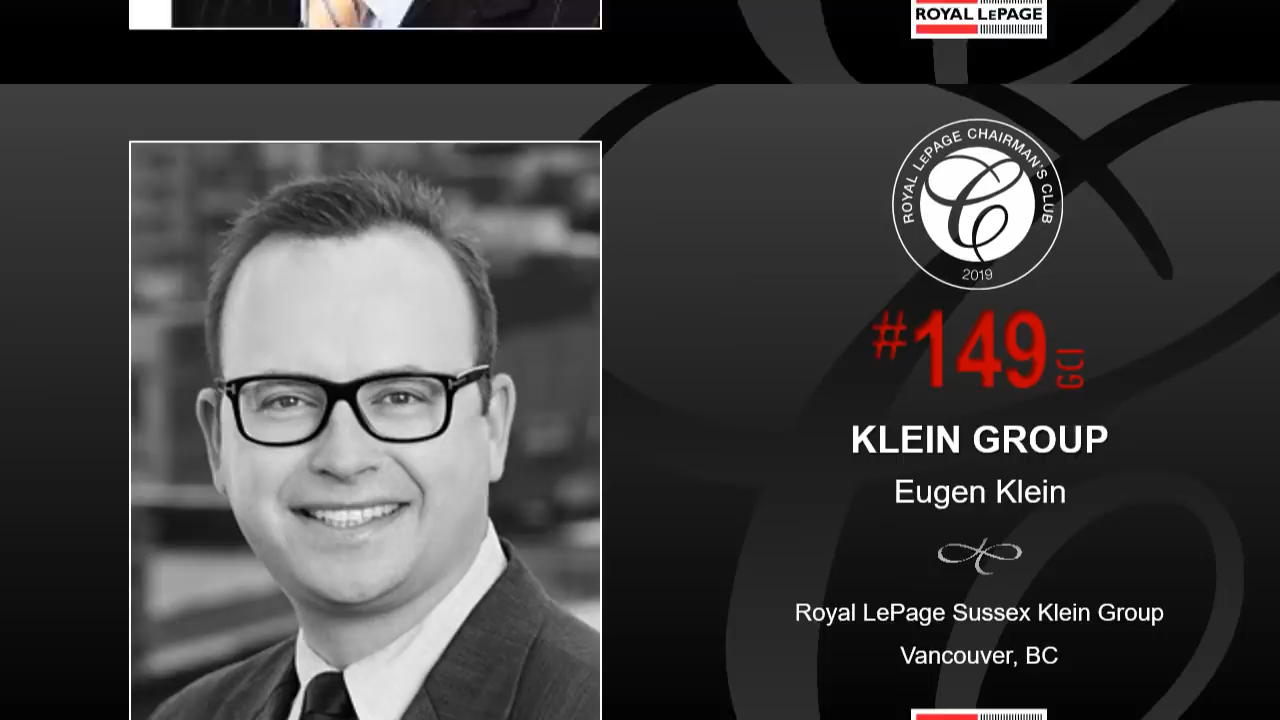 ROYAL LEPAGE
ROYAL LEPAGE CHAIRMAN'S CLUB
2019
#149 GCI
KLEIN GROUP
Eugen Klein
Royal LePage Sussex Klein Group
Vancouver, BC